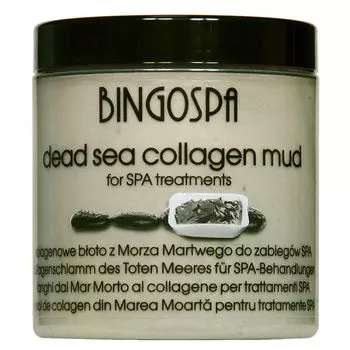 BINGOSPA
dead sea collagen mud
for SPA treatments
błoto z Morza Martwego do zabiegów SPA
des Toten Meeres für SPA-Behandlungen
dal Mar Morto al collagene per trattamenti SPA
de colagen din Marea Moartă pentru tratamente SPA